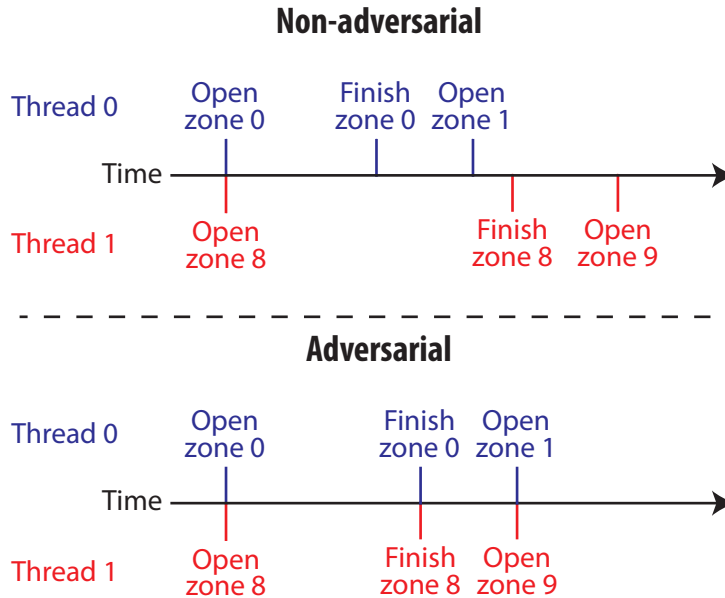 Non-adversarial
Thread 0
Open
zone 0
Finish
zone 0
Open
zone 1
Time
Thread 1
Open
zone 8
Finish
zone 8
Open
zone 9
Adversarial
Thread 0
Open
zone 0
Finish
zone 0
Open
zone 1
Time
Thread 1
Open
zone 8
Finish
zone 8
Open
zone 9